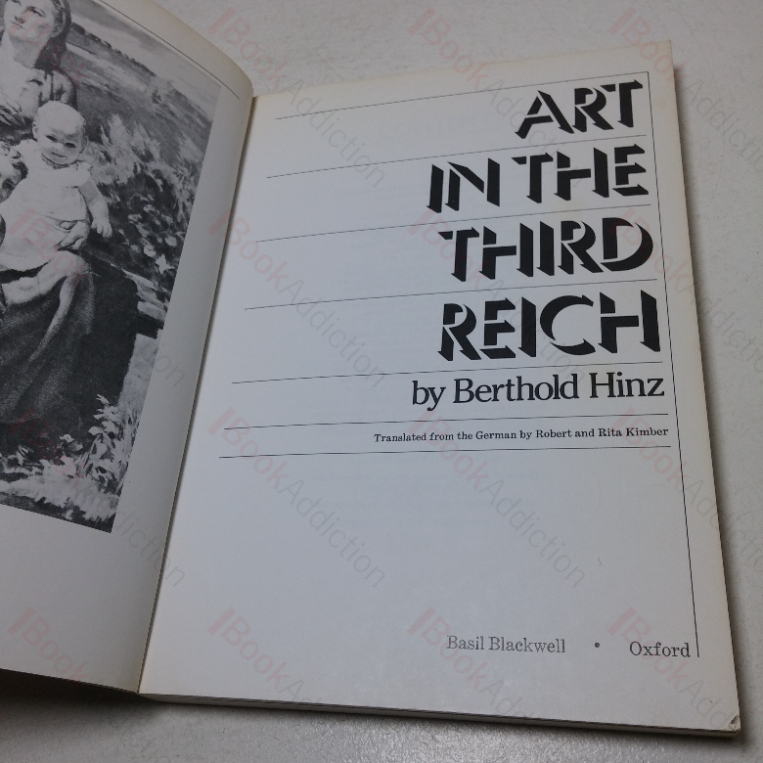 ART
IN THE
THIRD
REICH
by Berthold Hinz
Translated from the German by Robert and Rita Kimber
Basil Blackwell • Oxford
BookAddiction